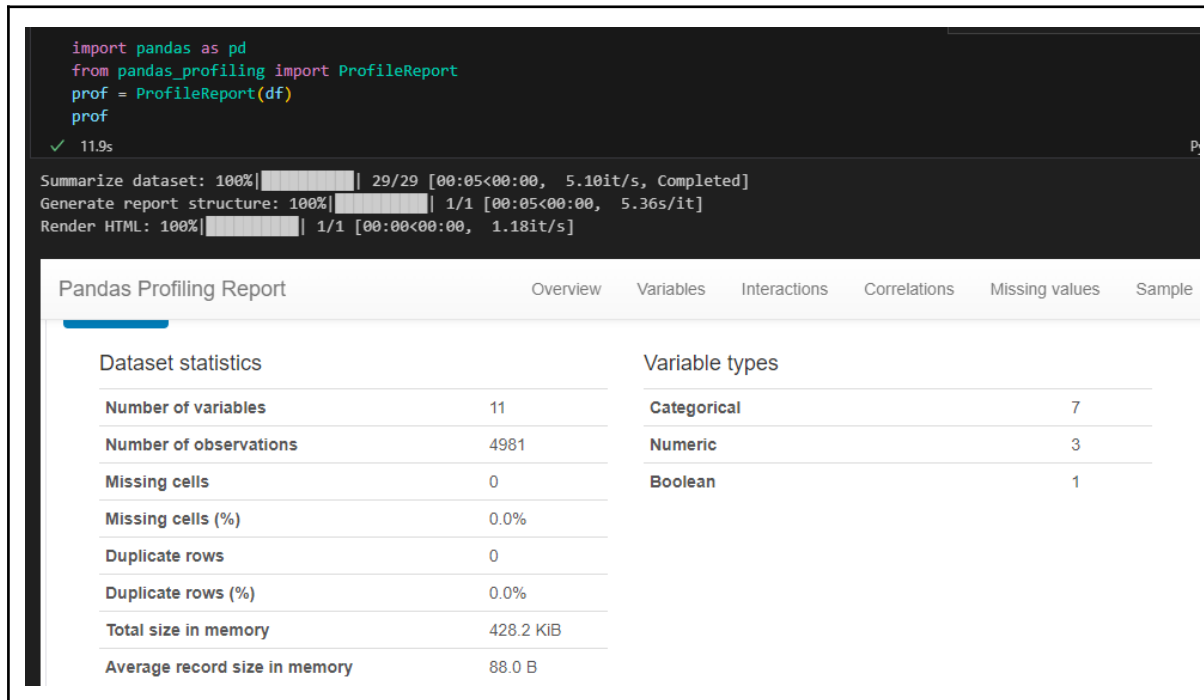 import pandas as pd
from pandas_profiling import ProfileReport
prof = ProfileReport(df)
prof
✓ 11.9s
Summarize dataset: 100%|██████████| 29/29 [00:05<00:00, 5.10it/s, Completed]
Generate report structure: 100%|██████████| 1/1 [00:05<00:00, 5.36s/it]
Render HTML: 100%|██████████| 1/1 [00:00<00:00, 1.18it/s]
Pandas Profiling Report Overview Variables Interactions Correlations Missing values Sample
Dataset statistics Variable types
Number of variables 11 Categorical 7
Number of observations 4981 Numeric 3
Missing cells 0 Boolean 1
Missing cells (%) 0.0%
Duplicate rows 0
Duplicate rows (%) 0.0%
Total size in memory 428.2 KiB
Average record size in memory 88.0 B